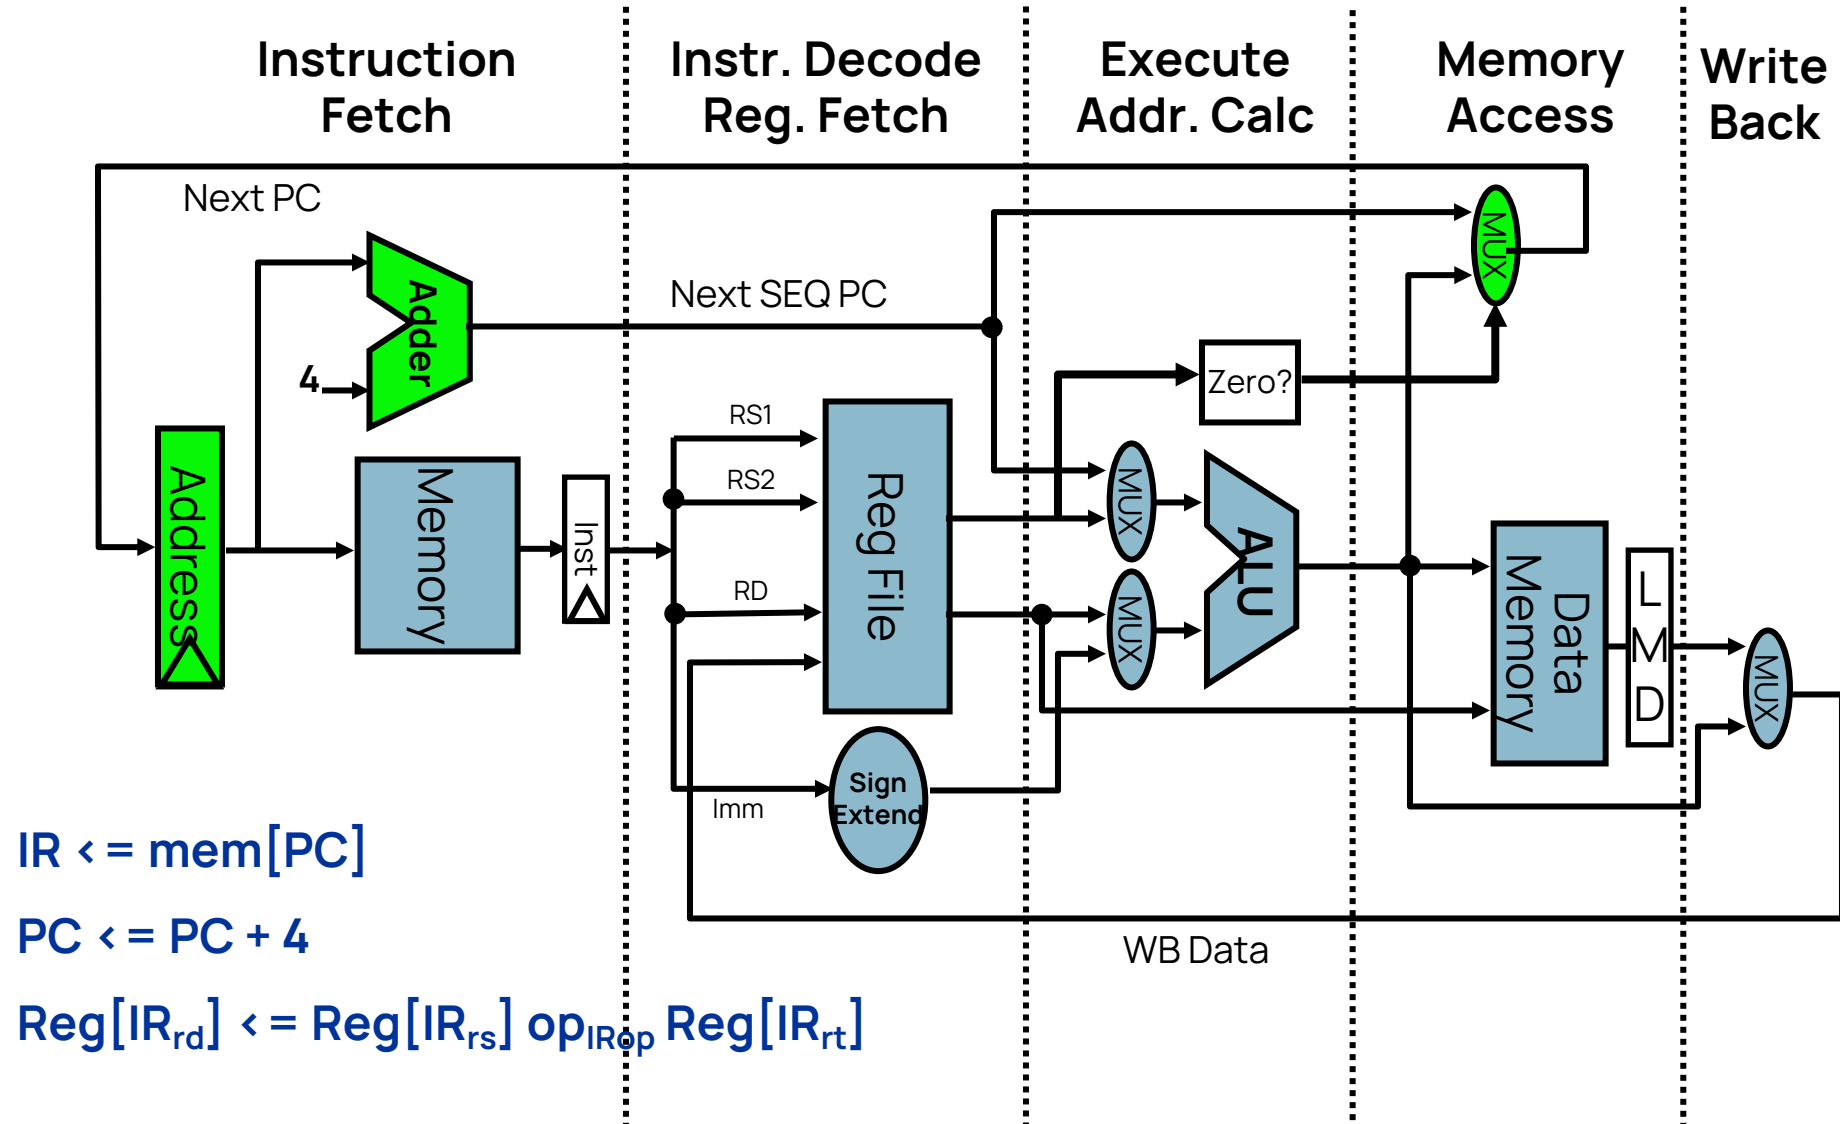 Instruction
Fetch
Instr. Decode
Reg. Fetch
Execute
Addr. Calc
Memory
Access
Write
Back
Next PC
MUX
Adder
Next SEQ PC
4
Zero?
RS1
RS2
RD
Imm
Address
Memory
Inst
Reg File
MUX
MUX
ALU
Data
Memory
L
M
D
MUX
Sign
Extend
WB Data
IR <= mem[PC]
PC <= PC + 4
Reg[IRrd] <= Reg[IRrs] opIRop Reg[IRrt]